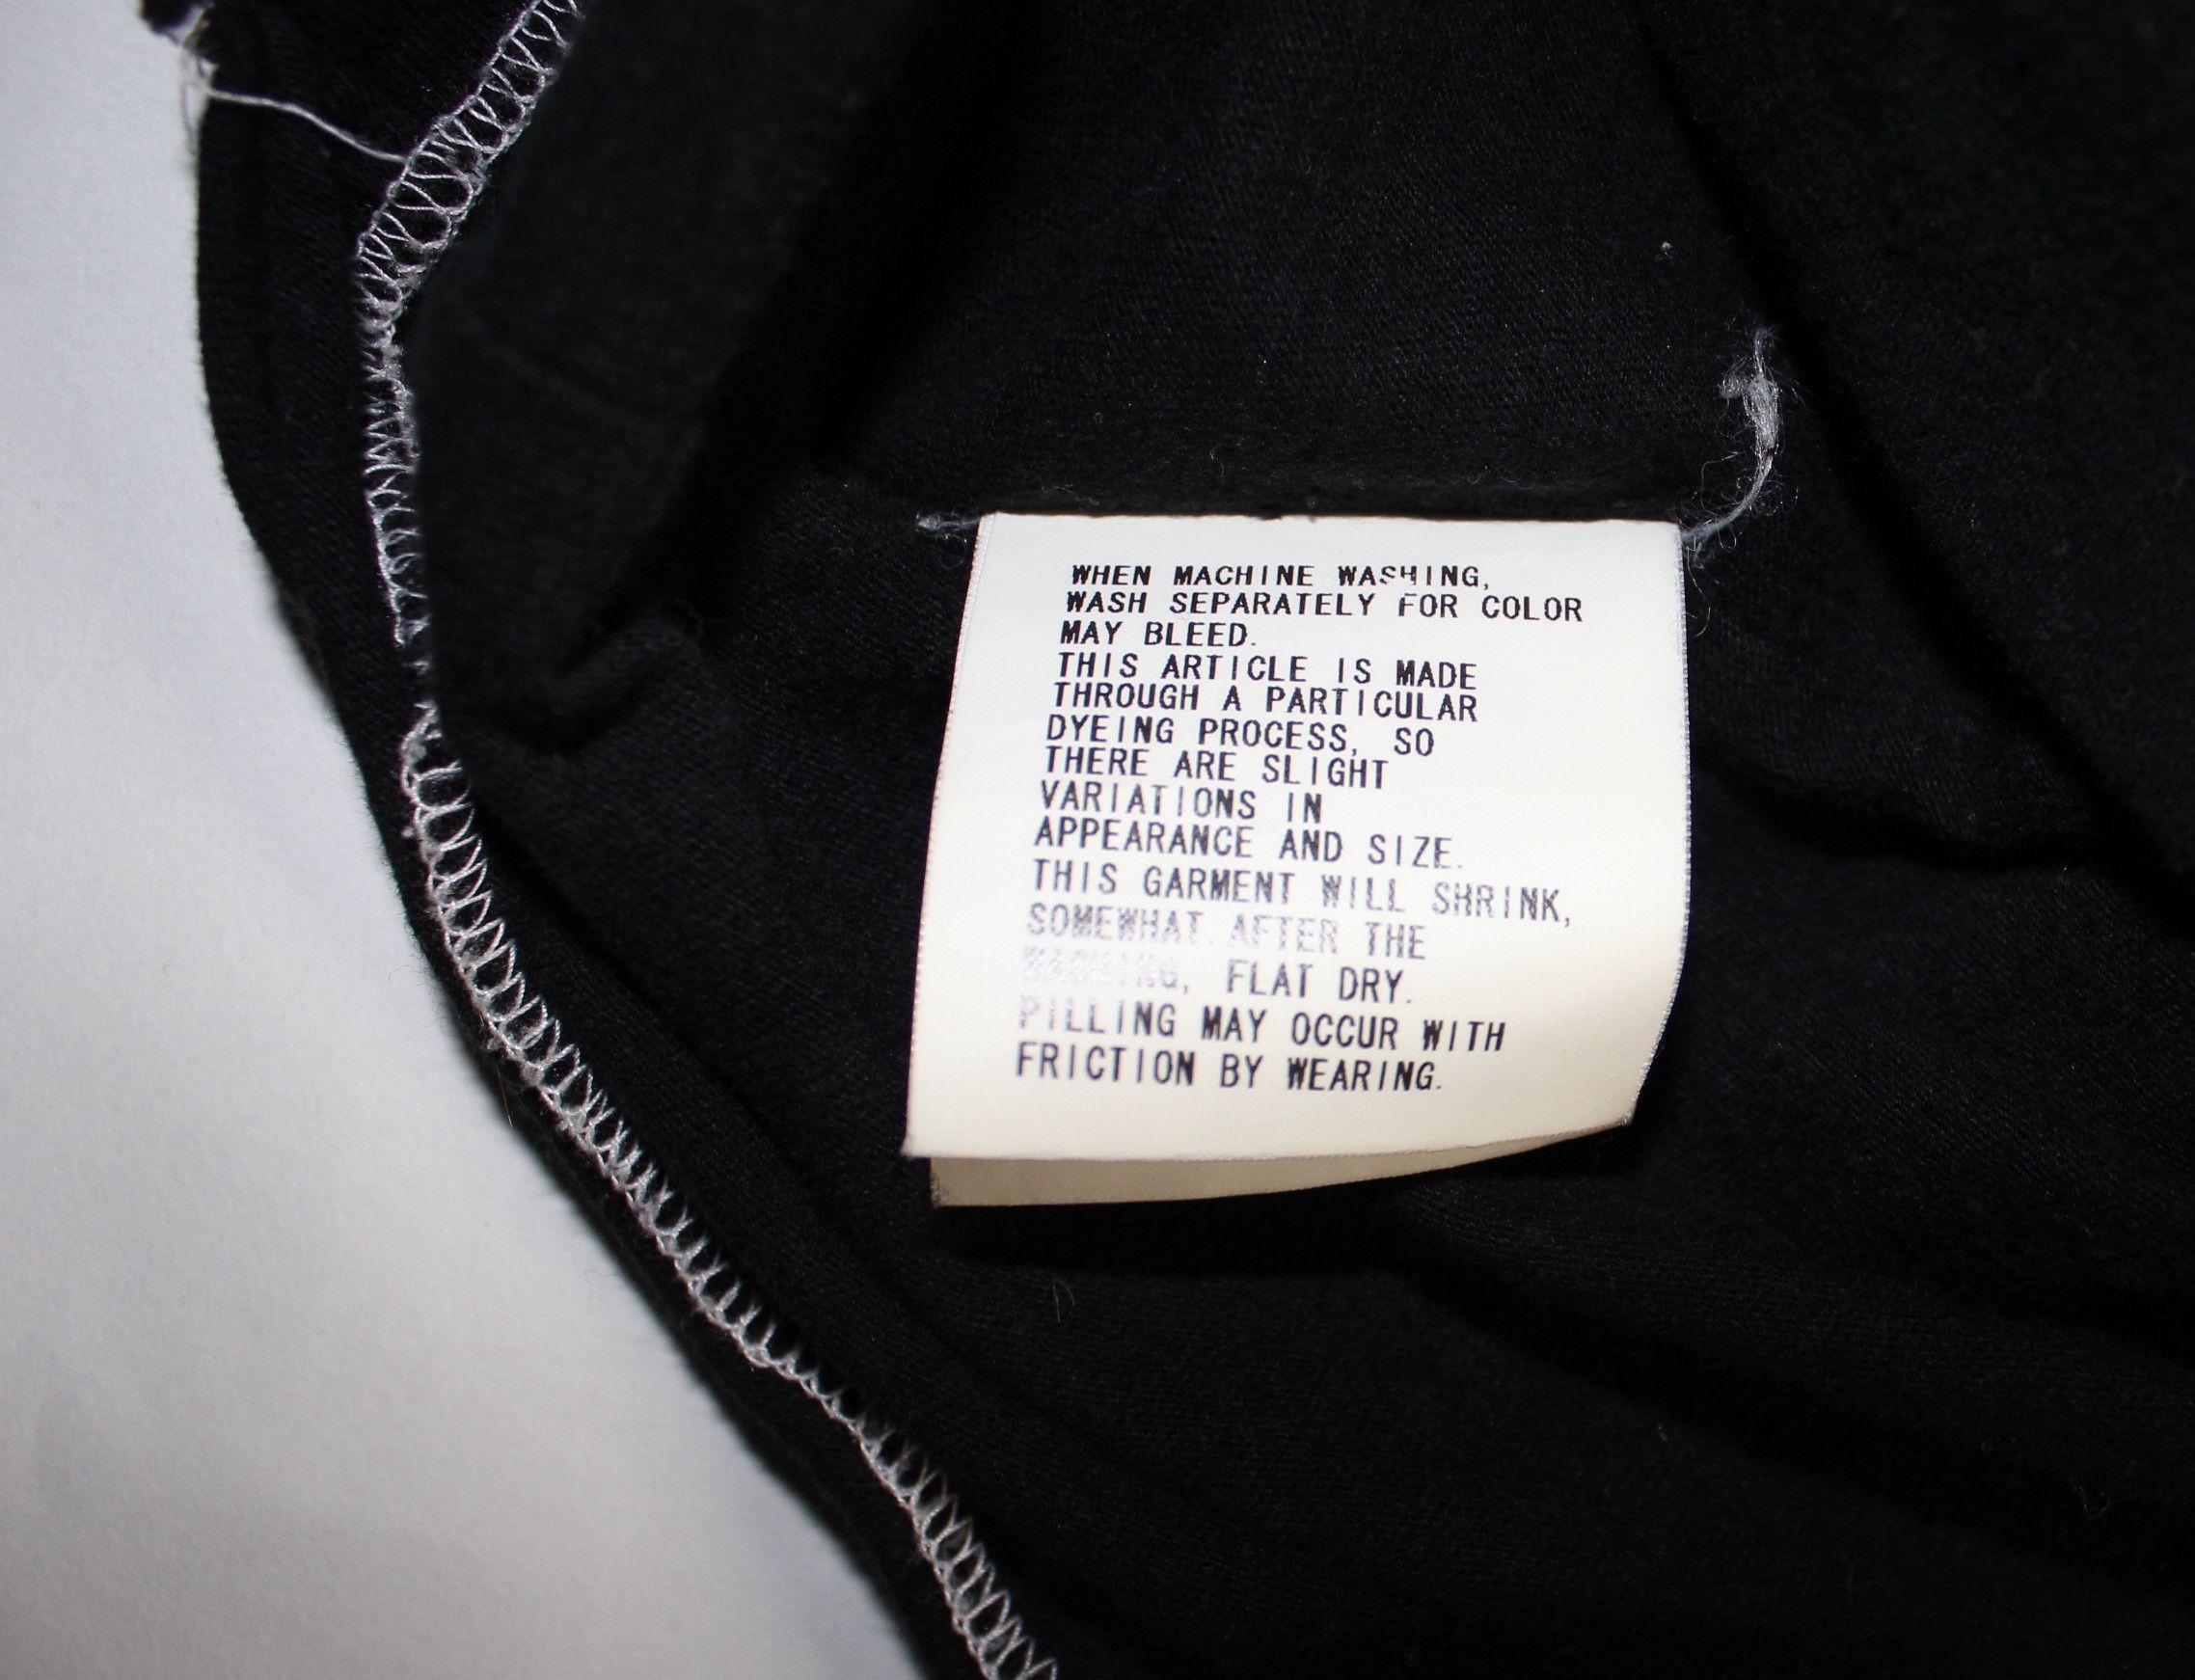 WHEN MACHINE WASHING,
WASH SEPARATELY FOR COLOR
MAY BLEED.
THIS ARTICLE IS MADE
THROUGH A PARTICULAR
DYEING PROCESS, SO
THERE ARE SLIGHT
VARIATIONS IN
APPEARANCE AND SIZE.
THIS GARMENT WILL SHRINK,
SOMEWHAT AFTER THE
WASHING, FLAT DRY.
PILLING MAY OCCUR WITH
FRICTION BY WEARING.